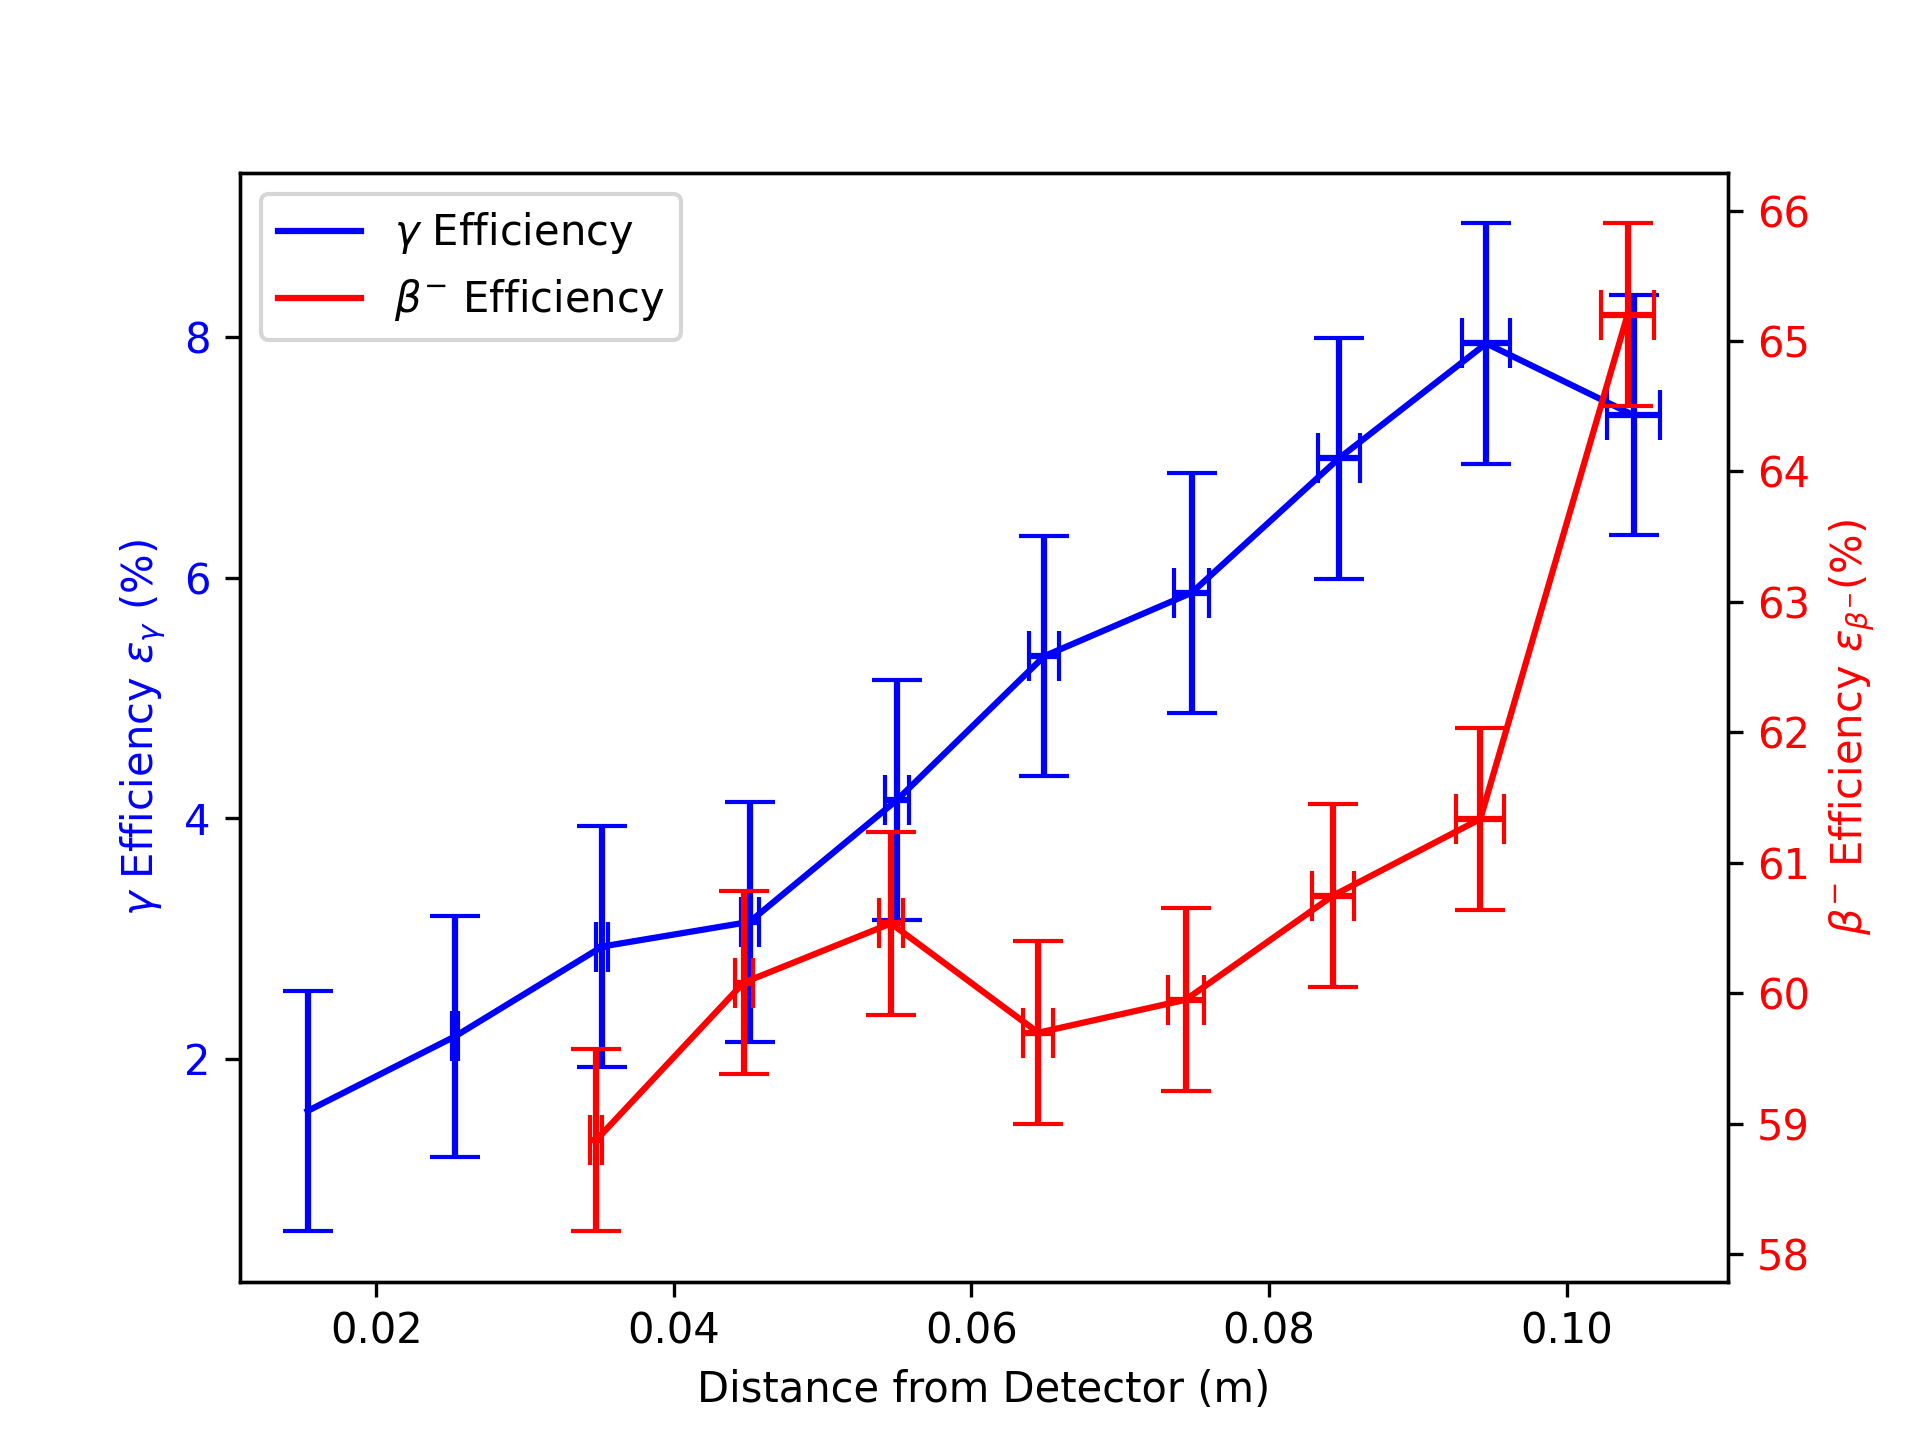 γ Efficiency
β⁻ Efficiency
8
6
4
2
γ Efficiency εᵧ (%)
66
65
64
63
62
61
60
59
58
β⁻ Efficiency ε_β⁻(%)
0.02 0.04 0.06 0.08 0.10
Distance from Detector (m)